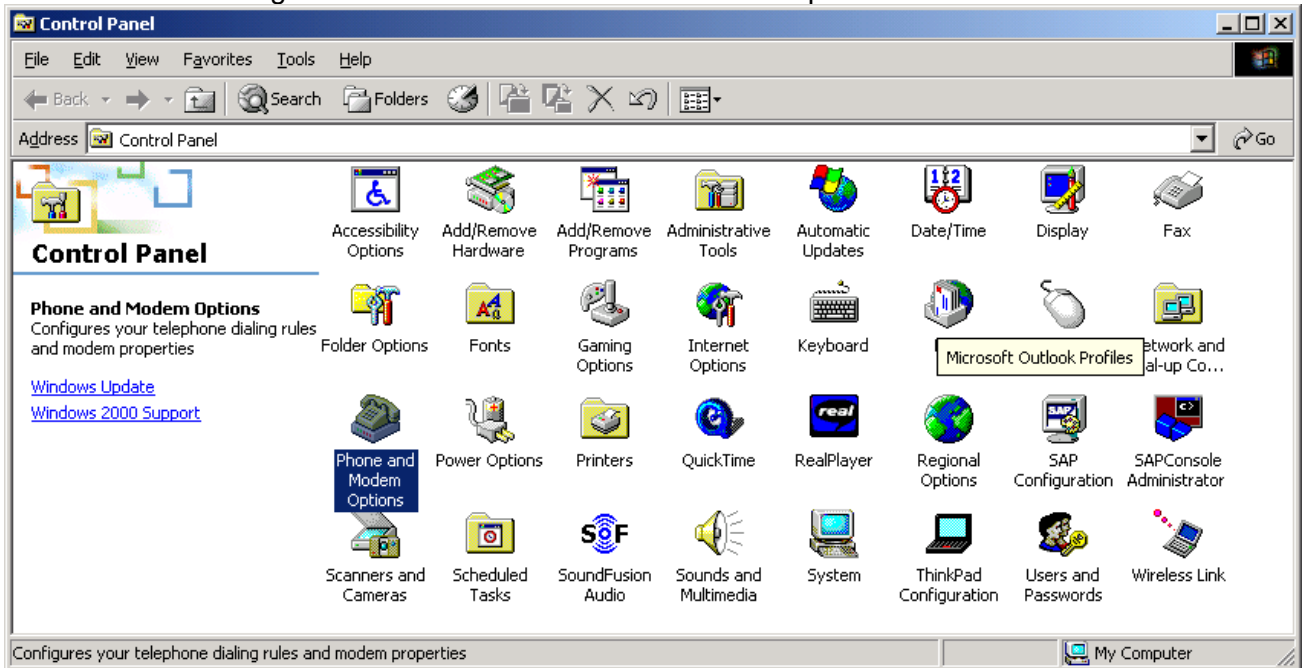 Control Panel
File Edit View Favorites Tools Help
Back Search Folders
Address Control Panel Go
Control Panel
Phone and Modem Options
Configures your telephone dialing rules
and modem properties
Windows Update
Windows 2000 Support
Accessibility Options
Add/Remove Hardware
Add/Remove Programs
Administrative Tools
Automatic Updates
Date/Time
Display
Fax
Folder Options
Fonts
Gaming Options
Internet Options
Keyboard
Microsoft Outlook Profiles
etwork and
al-up Co...
Phone and Modem Options
Power Options
Printers
QuickTime
real
RealPlayer
Regional Options
SAP
SAP Configuration
SAPConsole Administrator
Scanners and Cameras
Scheduled Tasks
SoF
SoundFusion Audio
Sounds and Multimedia
System
ThinkPad Configuration
Users and Passwords
Wireless Link
Configures your telephone dialing rules and modem properties
My Computer